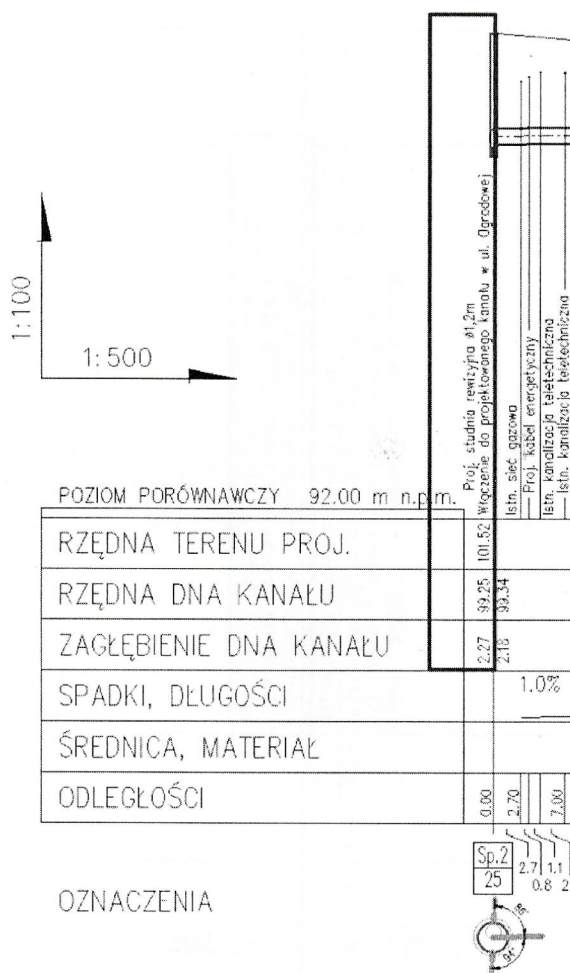 1:100
1:500
Proj. studnia rewizyjna ø1,2m
Włączenie do projektowanego kanału w ul. Ogrodowej
Istn. sieć gazowa
Proj. kabel energetyczny
Istn. kanalizacja teletechniczna
Istn. kanalizacja teletechniczna
POZIOM PORÓWNAWCZY 92.00 m n.p.m.
RZĘDNA TERENU PROJ. 101.52
RZĘDNA DNA KANAŁU 99.25 99.34
ZAGŁĘBIENIE DNA KANAŁU 2.27 2.18
SPADKI, DŁUGOŚCI 1.0%
ŚREDNICA, MATERIAŁ
ODLEGŁOŚCI 0.00 2.70 7.00
Sp.2
25
2.7 1.1
0.8 2
OZNACZENIA
86°
94°